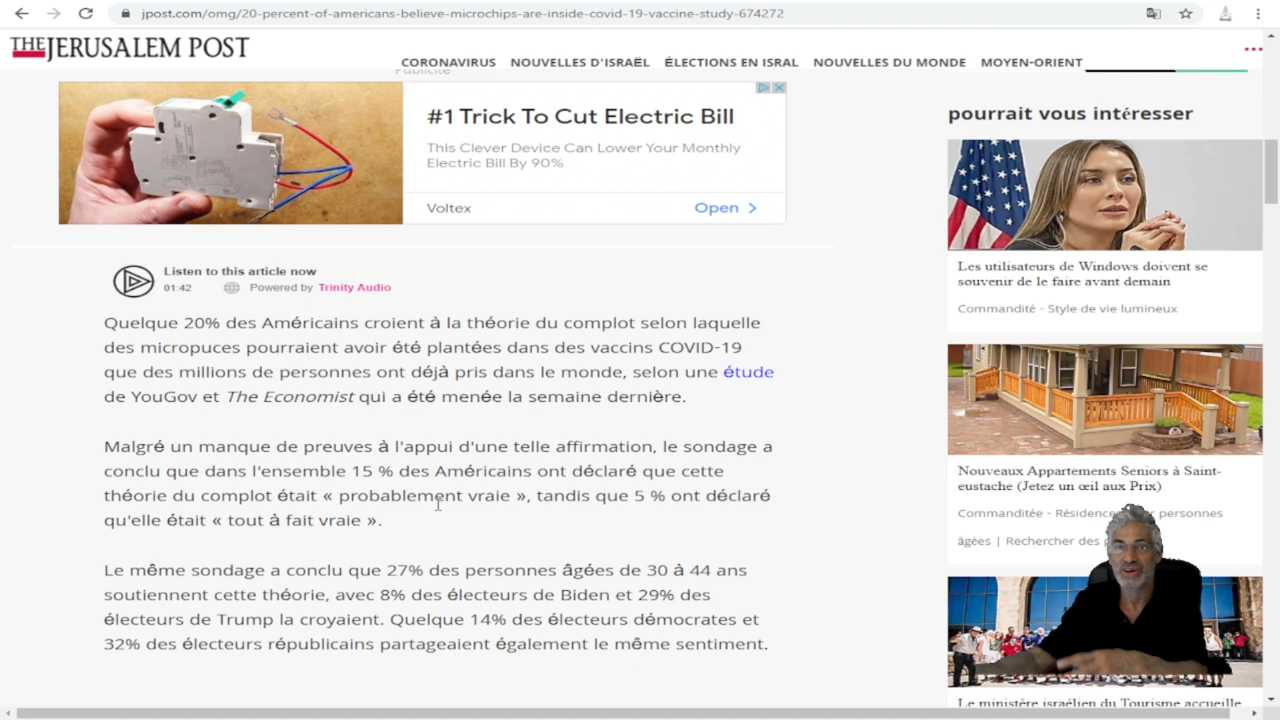 jpost.com/omg/20-percent-of-americans-believe-microchips-are-inside-covid-19-vaccine-study-674272
THE JERUSALEM POST
CORONAVIRUS NOUVELLES D'ISRAËL ÉLECTIONS EN ISRAL NOUVELLES DU MONDE MOYEN-ORIENT
Publicité
#1 Trick To Cut Electric Bill
This Clever Device Can Lower Your Monthly
Electric Bill By 90%
Voltex Open
Listen to this article now
01:42 Powered by Trinity Audio
Quelque 20% des Américains croient à la théorie du complot selon laquelle
des micropuces pourraient avoir été plantées dans des vaccins COVID-19
que des millions de personnes ont déjà pris dans le monde, selon une étude
de YouGov et The Economist qui a été menée la semaine dernière.
Malgré un manque de preuves à l'appui d'une telle affirmation, le sondage a
conclu que dans l'ensemble 15 % des Américains ont déclaré que cette
théorie du complot était « probablement vraie », tandis que 5 % ont déclaré
qu'elle était « tout à fait vraie ».
Le même sondage a conclu que 27% des personnes âgées de 30 à 44 ans
soutiennent cette théorie, avec 8% des électeurs de Biden et 29% des
électeurs de Trump la croyaient. Quelque 14% des électeurs démocrates et
32% des électeurs républicains partageaient également le même sentiment.
pourrait vous intéresser
Les utilisateurs de Windows doivent se
souvenir de le faire avant demain
Commandité - Style de vie lumineux
Nouveaux Appartements Seniors à Saint-
eustache (Jetez un œil aux Prix)
Commanditée - Résidence personnes
âgées | Rechercher des
Le ministère israélien du Tourisme accueille